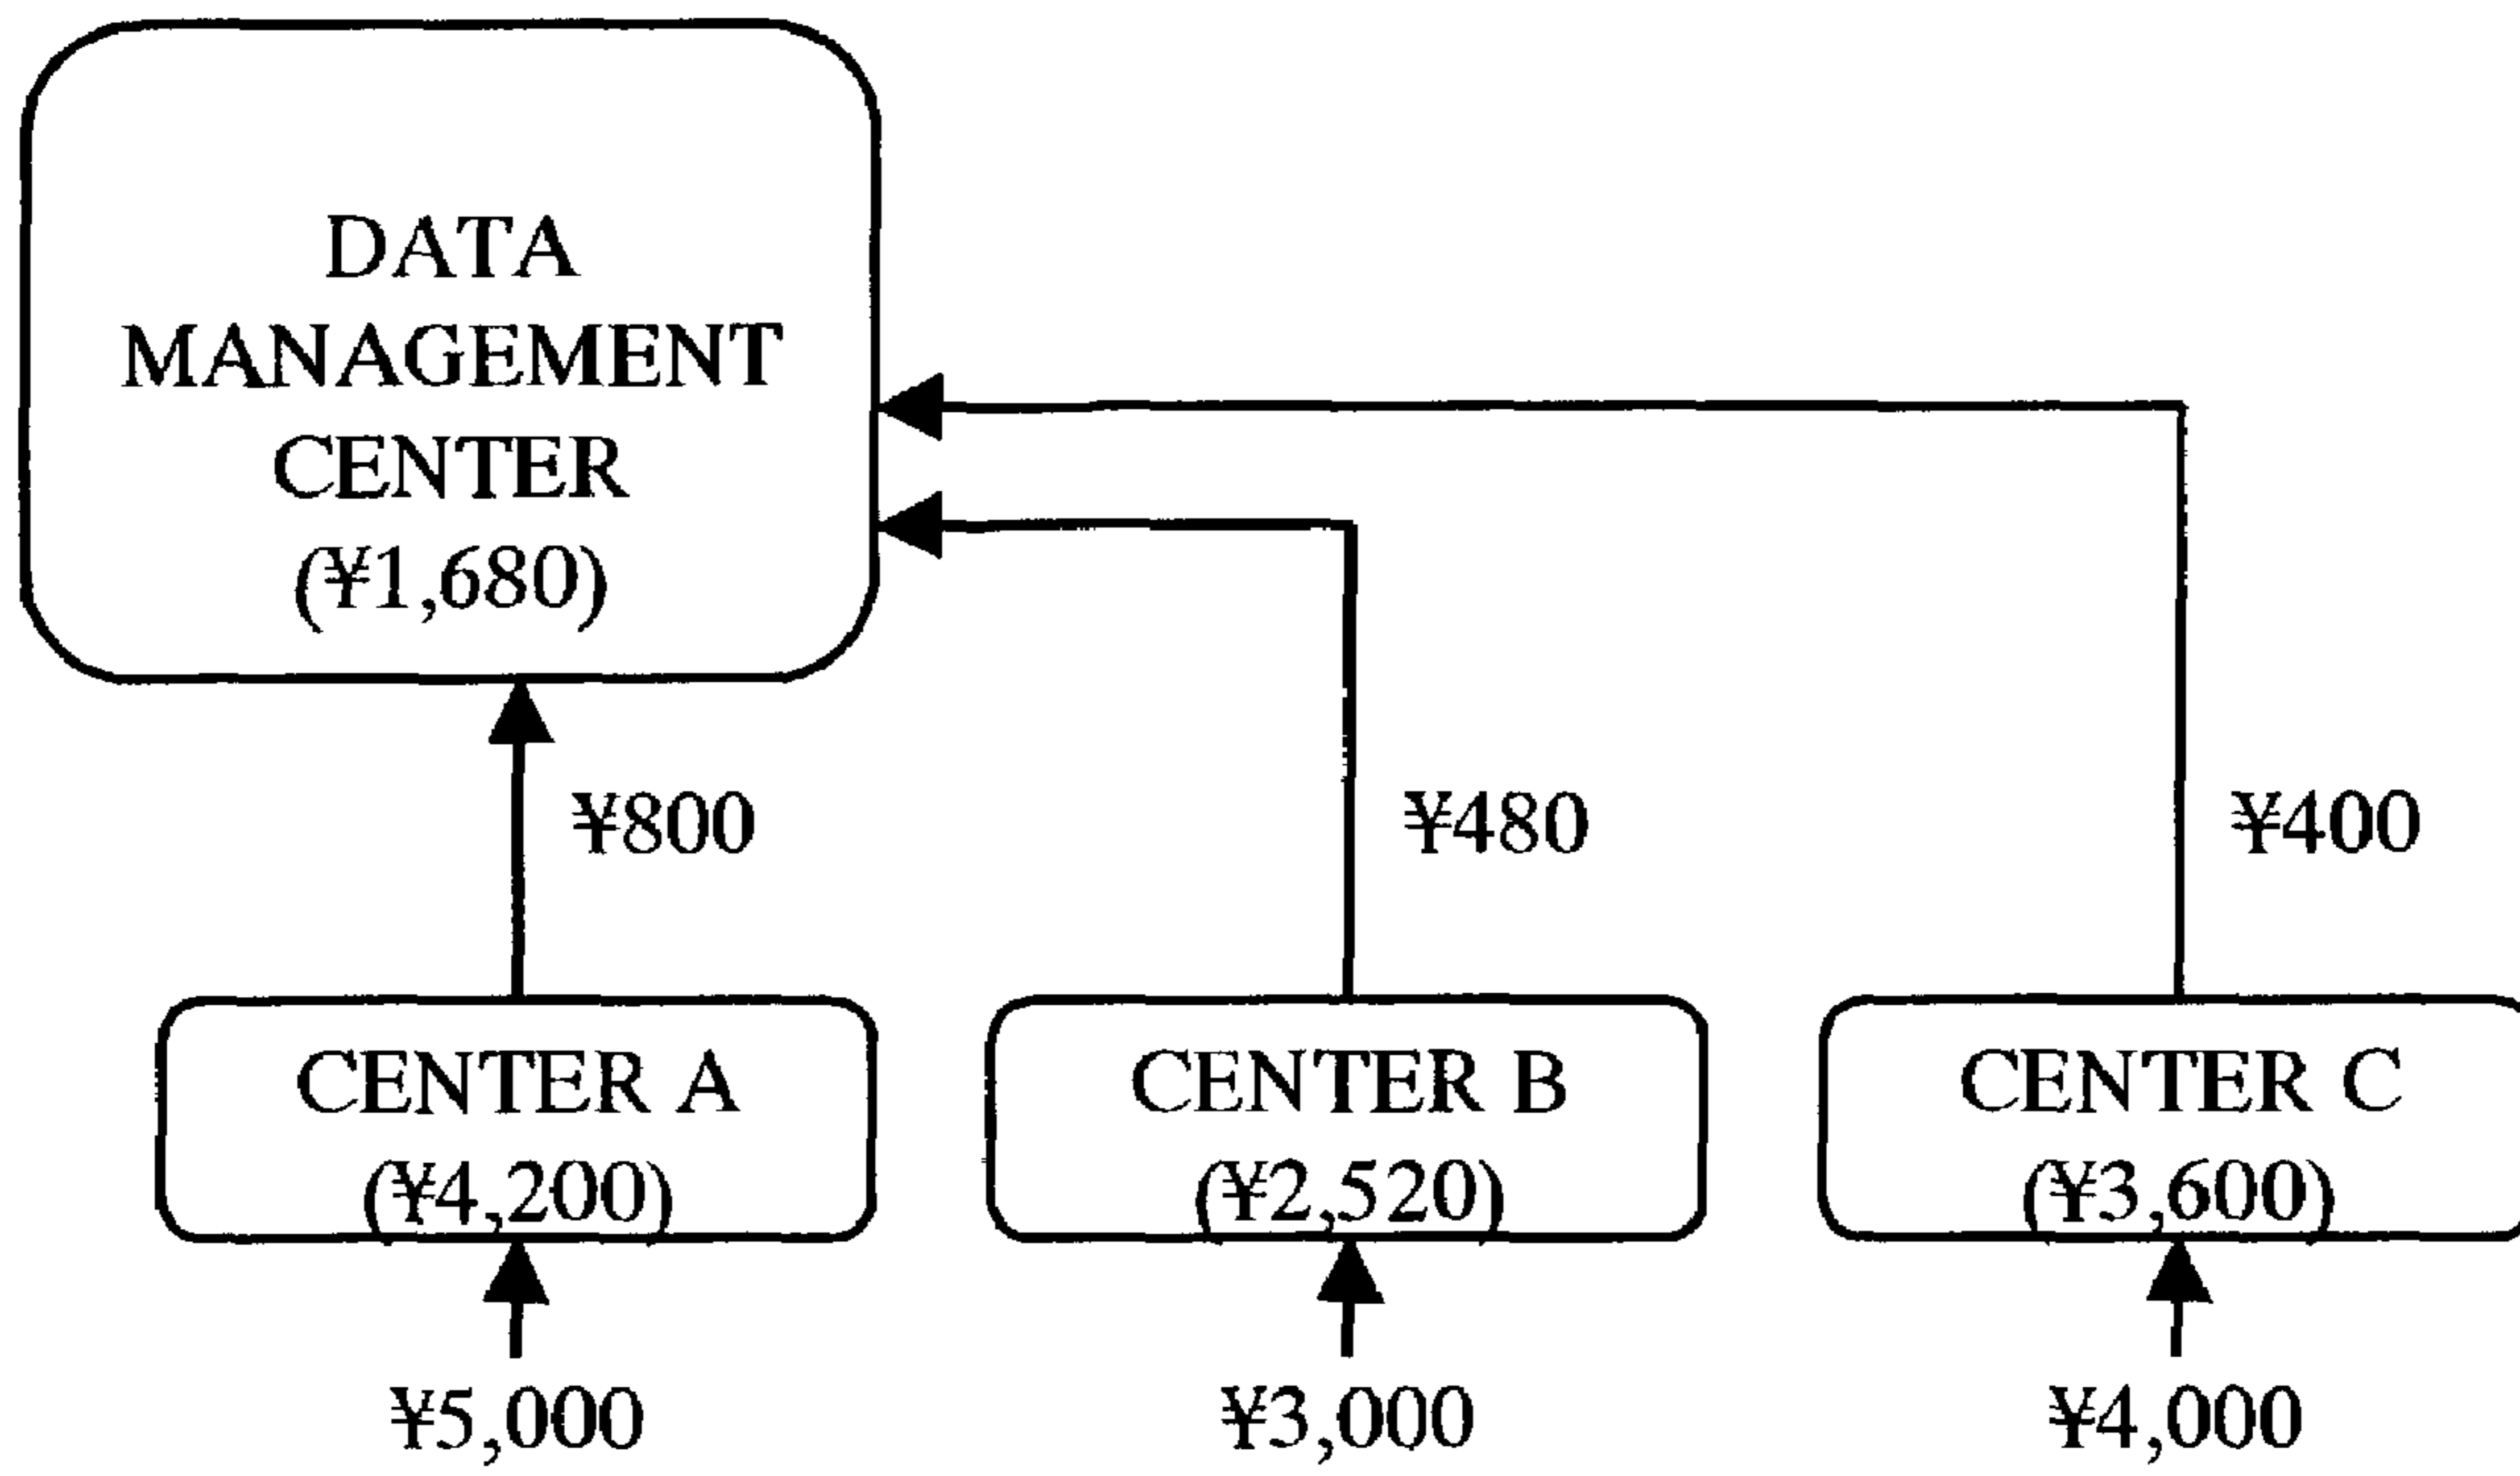 DATA
MANAGEMENT
CENTER
(¥1,680)
¥800
¥480
¥400
CENTER A
(¥4,200)
CENTER B
(¥2,520)
CENTER C
(¥3,600)
¥5,000
¥3,000
¥4,000